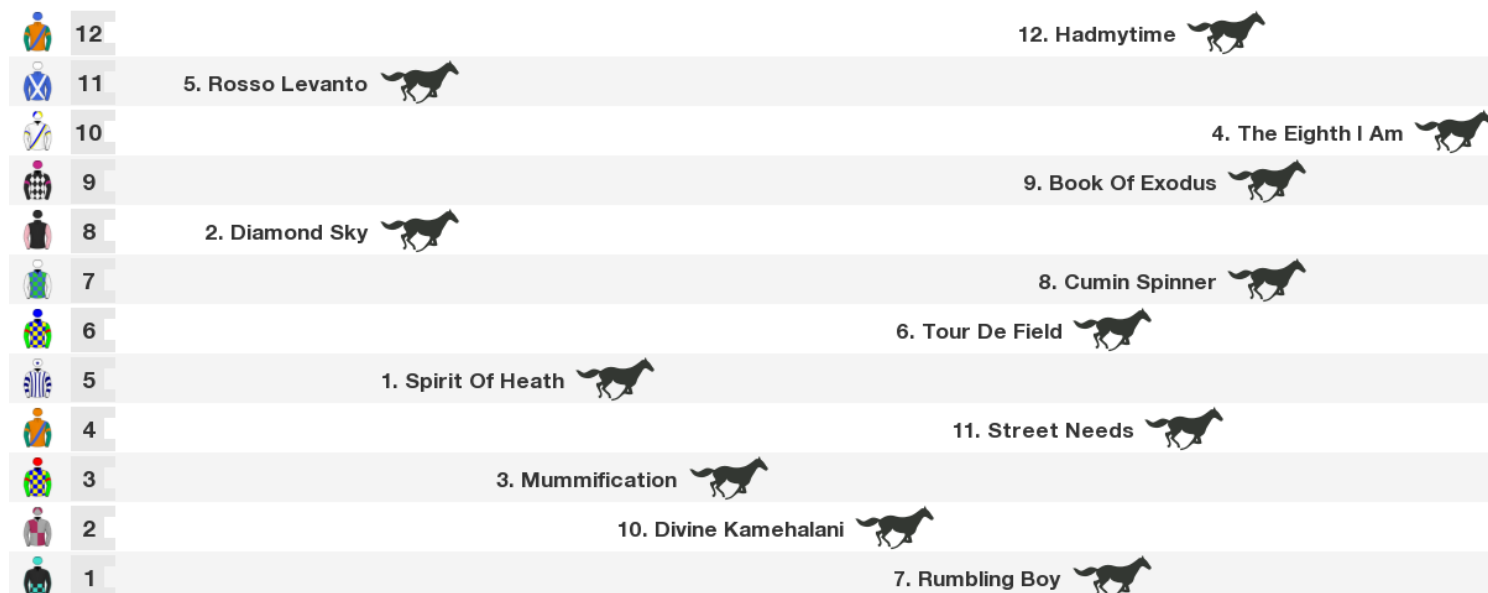 12 12. Hadmytime
11 5. Rosso Levanto
10 4. The Eighth I Am
9 9. Book Of Exodus
8 2. Diamond Sky
7 8. Cumin Spinner
6 6. Tour De Field
5 1. Spirit Of Heath
4 11. Street Needs
3 3. Mummification
2 10. Divine Kamehalani
1 7. Rumbling Boy